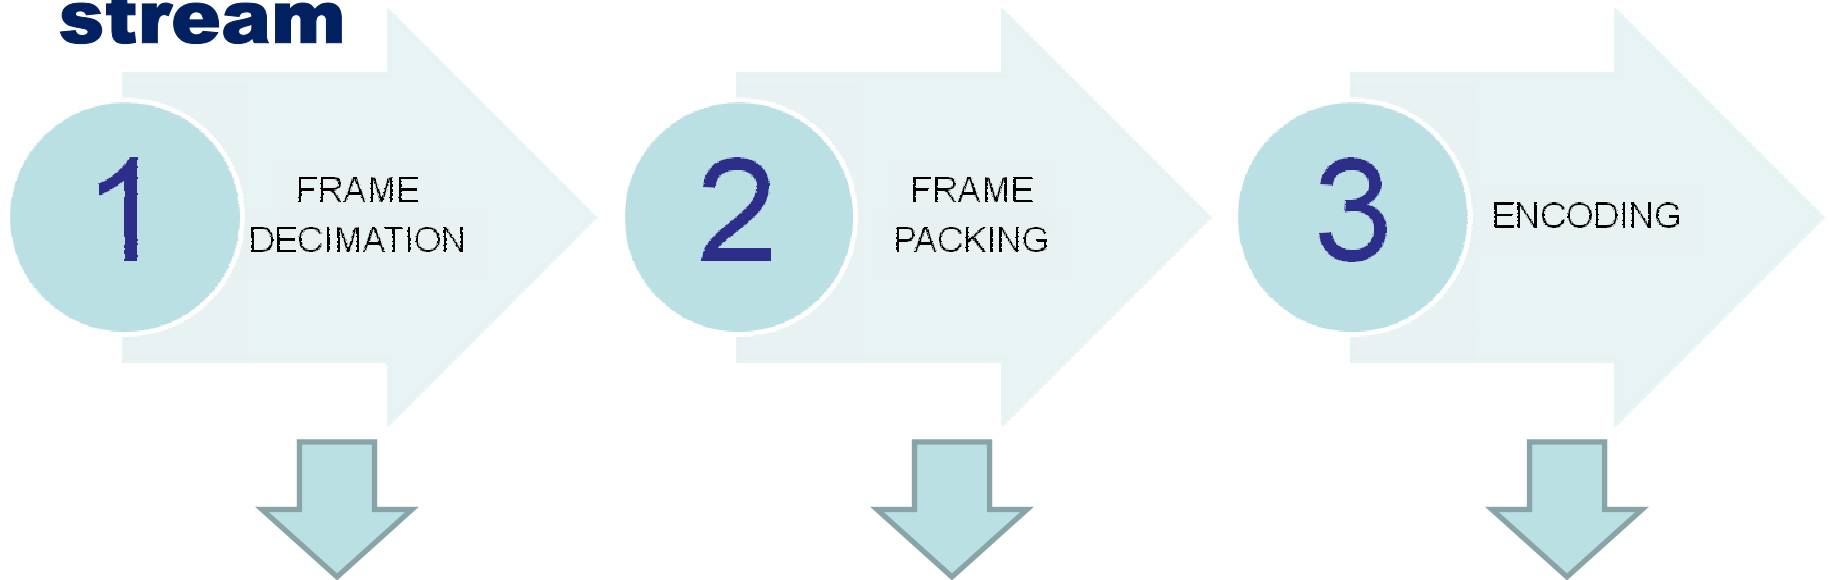 stream
1
FRAME
DECIMATION
2
FRAME
PACKING
3
ENCODING